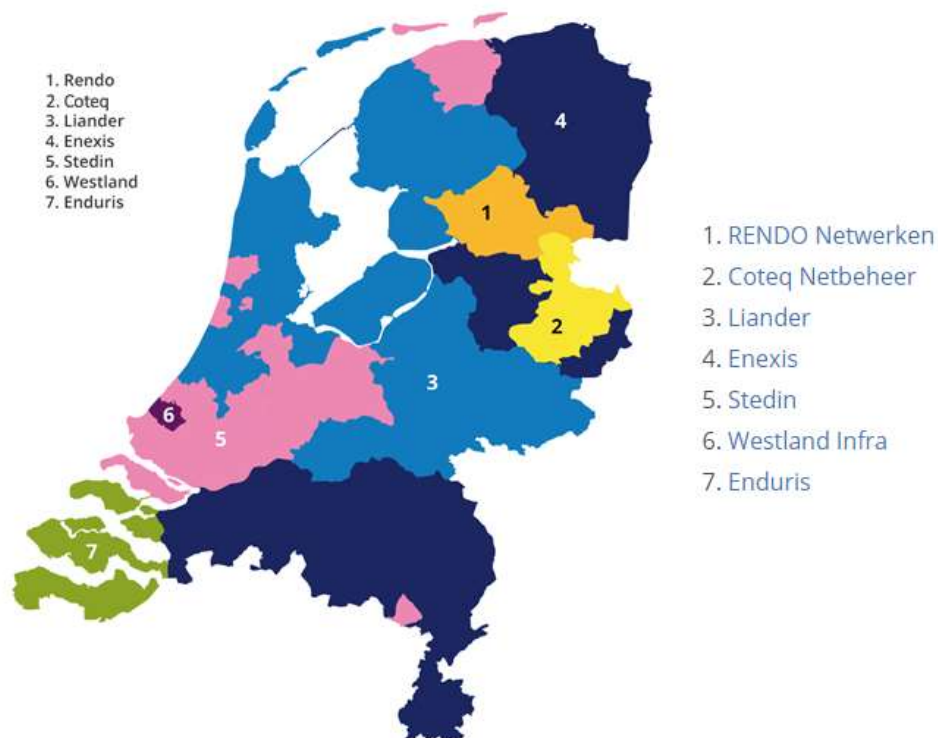 1. Rendo
2. Coteq
3. Liander
4. Enexis
5. Stedin
6. Westland
7. Enduris
4
1
2
3
6
5
7
1. RENDO Netwerken
2. Coteq Netbeheer
3. Liander
4. Enexis
5. Stedin
6. Westland Infra
7. Enduris